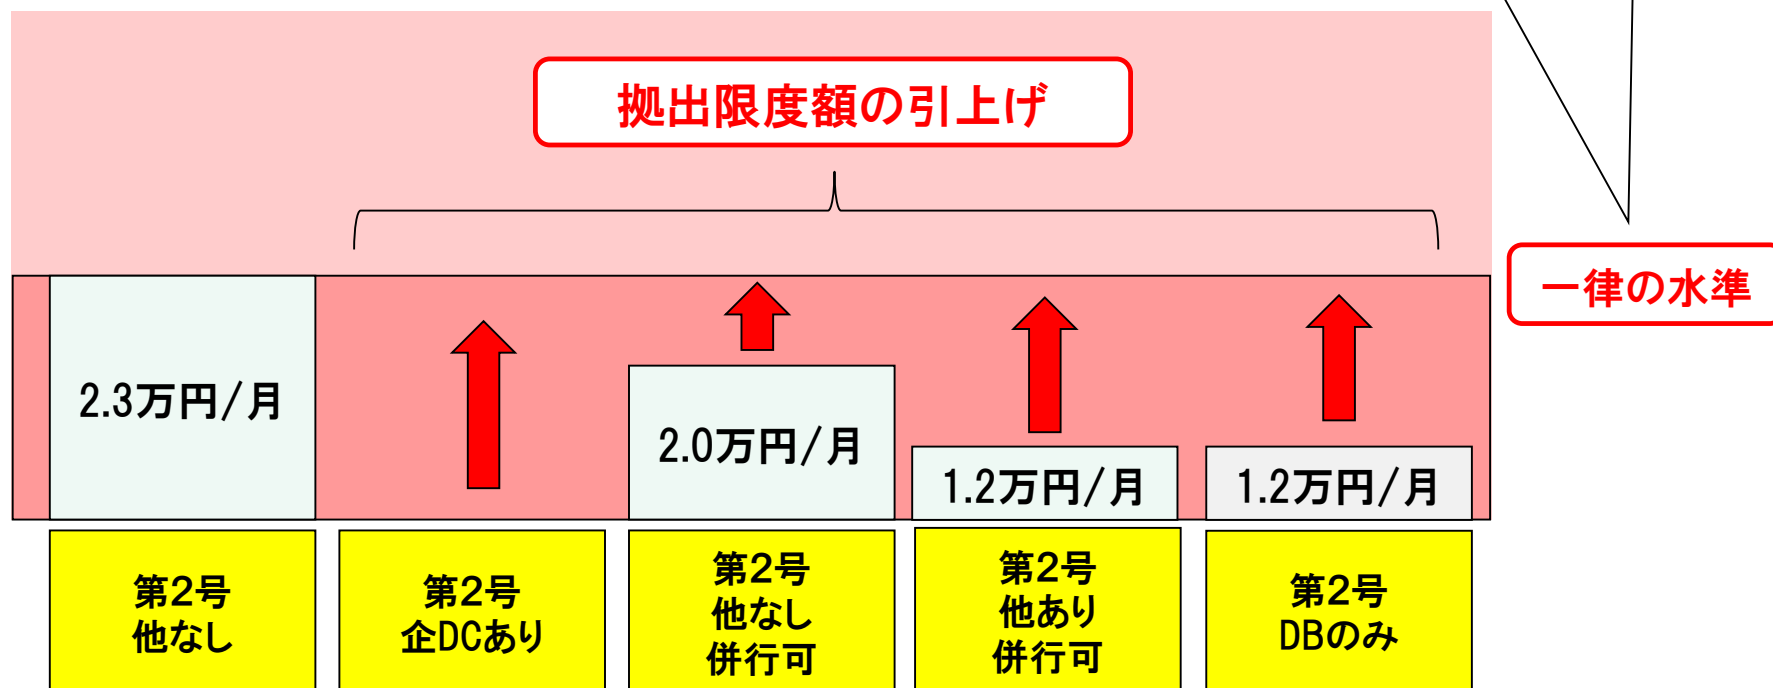 拠出限度額の引上げ
一律の水準
2.3万円/月
2.0万円/月
1.2万円/月
1.2万円/月
第2号
他なし
第2号
企DCあり
第2号
他なし
併行可
第2号
他あり
併行可
第2号
DBのみ